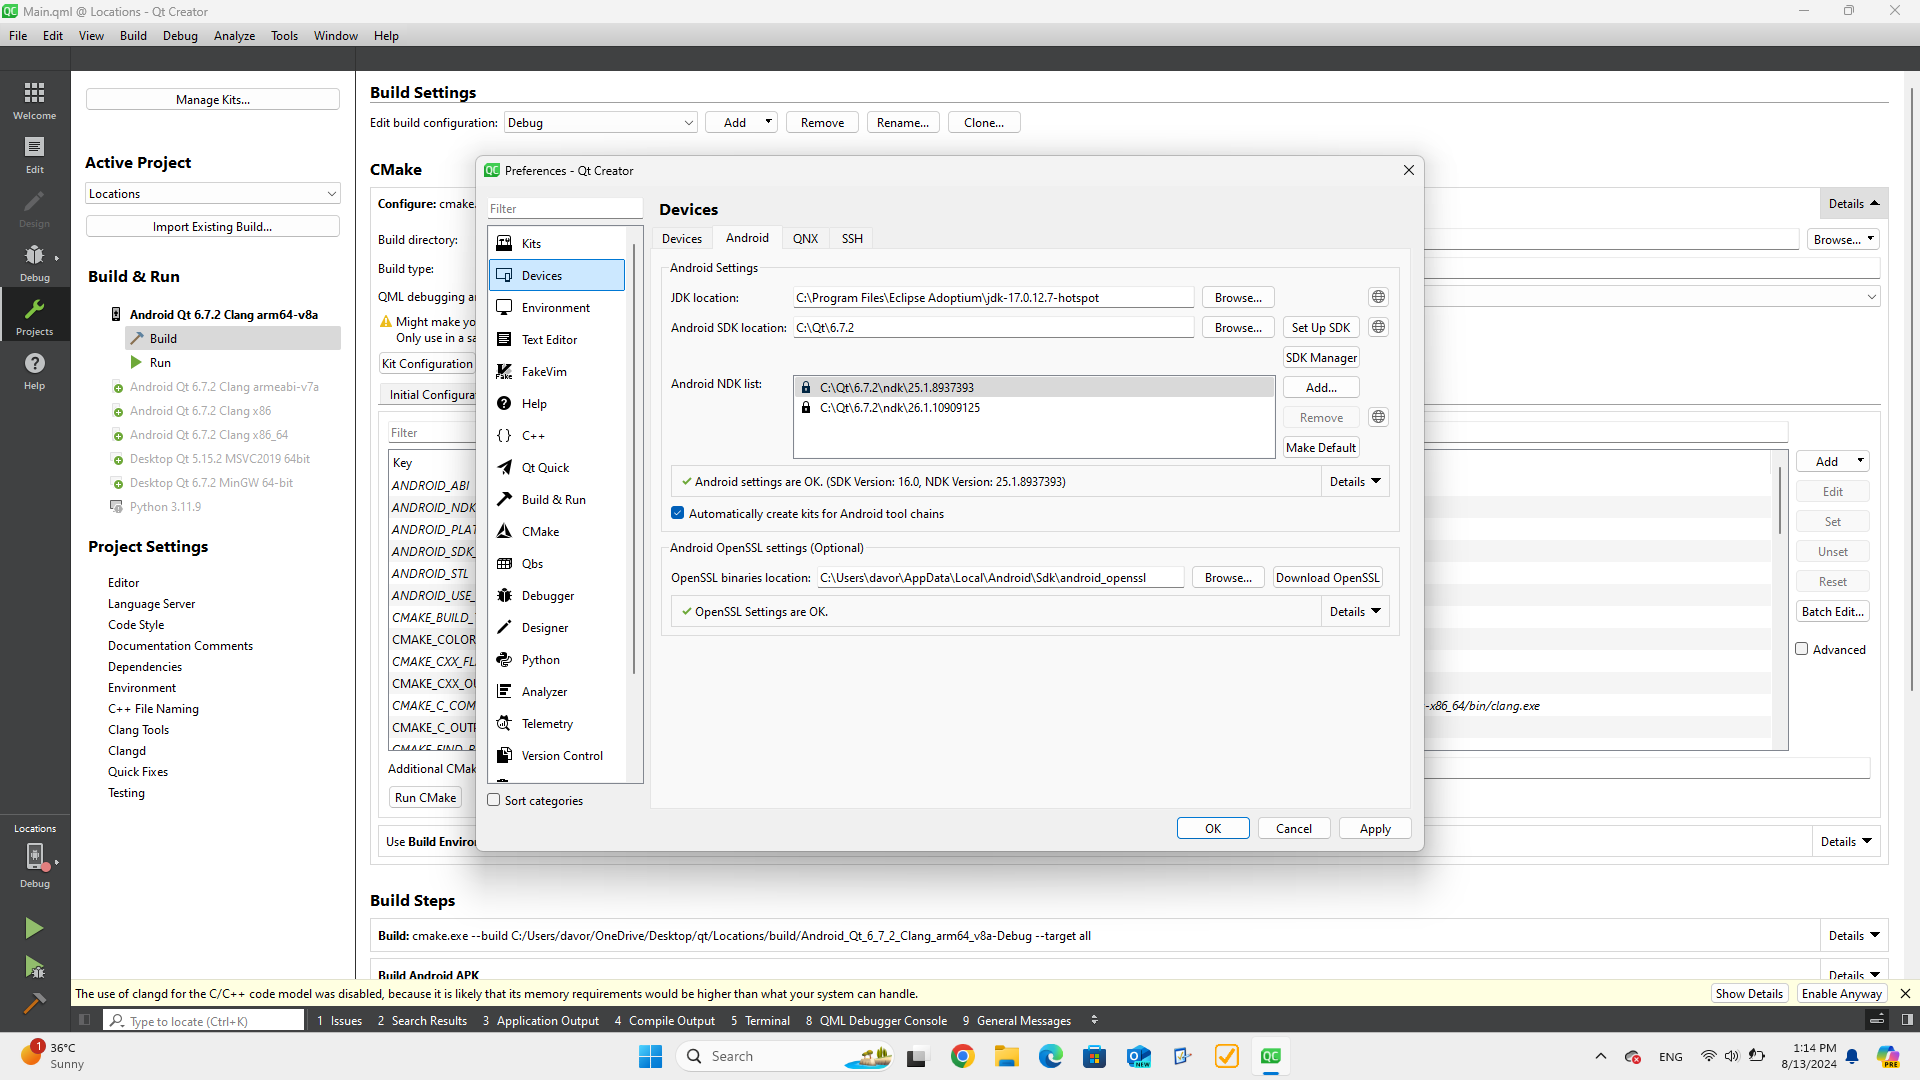 Main.qml @ Locations - Qt Creator
File Edit View Build Debug Analyze Tools Window Help
Welcome
Edit
Design
Debug
Projects
Help
Locations
Debug
Manage Kits...
Active Project
Locations
Import Existing Build...
Build & Run
Android Qt 6.7.2 Clang arm64-v8a
Build
Run
Android Qt 6.7.2 Clang armeabi-v7a
Android Qt 6.7.2 Clang x86
Android Qt 6.7.2 Clang x86_64
Desktop Qt 5.15.2 MSVC2019 64bit
Desktop Qt 6.7.2 MinGW 64-bit
Python 3.11.9
Project Settings
Editor
Language Server
Code Style
Documentation Comments
Dependencies
Environment
C++ File Naming
Clang Tools
Clangd
Quick Fixes
Testing
Build Settings
Edit build configuration: Debug Add Remove Rename... Clone...
CMake
Configure: cmake.
Details
Build directory:
Browse...
Build type:
QML debugging a
Might make yo
Only use in a sa
Kit Configuration
Initial Configura
Filter
Key
ANDROID_ABI
ANDROID_NDK
ANDROID_PLAT
ANDROID_SDK_
ANDROID_STL
ANDROID_USE_
CMAKE_BUILD_
CMAKE_COLOR
CMAKE_CXX_FL
CMAKE_CXX_OU
CMAKE_C_COM
-x86_64/bin/clang.exe
CMAKE_C_OUT
CMAKE_FIND_R
Add
Edit
Set
Unset
Reset
Batch Edit...
Advanced
Additional CMak
Run CMake
Use Build Enviro
Details
Preferences - Qt Creator
Filter
Kits
Devices
Environment
Text Editor
FakeVim
Help
C++
Qt Quick
Build & Run
CMake
Qbs
Debugger
Designer
Python
Analyzer
Telemetry
Version Control
Sort categories
Devices
Devices Android QNX SSH
Android Settings
JDK location: C:\Program Files\Eclipse Adoptium\jdk-17.0.12.7-hotspot Browse...
Android SDK location: C:\Qt\6.7.2 Browse... Set Up SDK
SDK Manager
Android NDK list: C:\Qt\6.7.2\ndk\25.1.8937393 Add...
C:\Qt\6.7.2\ndk\26.1.10909125
Remove
Make Default
Android settings are OK. (SDK Version: 16.0, NDK Version: 25.1.8937393) Details
Automatically create kits for Android tool chains
Android OpenSSL settings (Optional)
OpenSSL binaries location: C:\Users\davor\AppData\Local\Android\Sdk\android_openssl Browse... Download OpenSSL
OpenSSL Settings are OK. Details
OK Cancel Apply
Build Steps
Build: cmake.exe --build C:/Users/davor/OneDrive/Desktop/qt/Locations/build/Android_Qt_6_7_2_Clang_arm64_v8a-Debug --target all Details
Build Android APK Details
The use of clangd for the C/C++ code model was disabled, because it is likely that its memory requirements would be higher than what your system can handle. Show Details Enable Anyway
Type to locate (Ctrl+K) 1 Issues 2 Search Results 3 Application Output 4 Compile Output 5 Terminal 8 QML Debugger Console 9 General Messages
1
36°C
Sunny
Search
NEW
QC
ENG
1:14 PM
8/13/2024
PRE